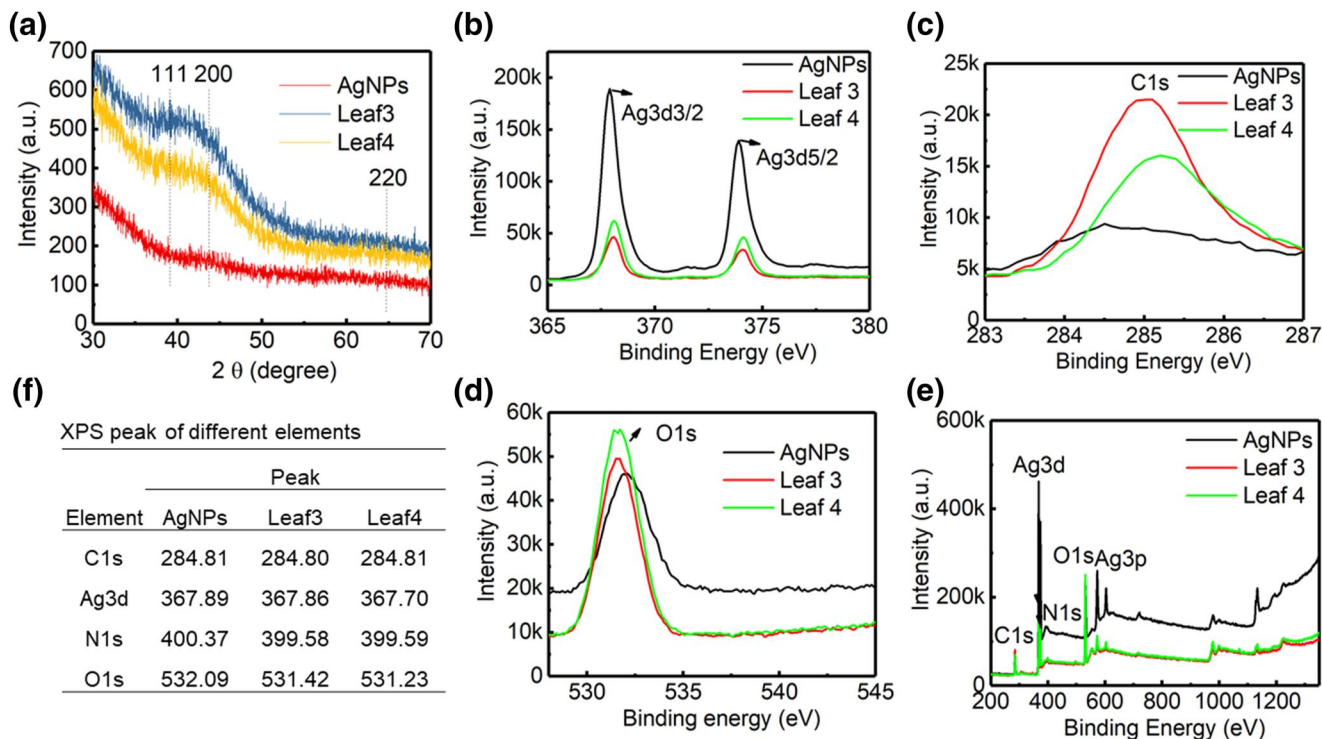 (a)
700
600
500
400
300
200
100
0
Intensity (a.u.)
111 200
220
AgNPs
Leaf3
Leaf4
30 40 50 60 70
2 θ (degree)
(b)
200k
150k
100k
50k
0
Intensity (a.u.)
AgNPs
Leaf 3
Leaf 4
Ag3d3/2
Ag3d5/2
365 370 375 380
Binding Energy (eV)
(c)
25k
20k
15k
10k
5k
0
Intensity (a.u.)
C1s
AgNPs
Leaf 3
Leaf 4
283 284 285 286 287
Binding Energy (eV)
(f)
XPS peak of different elements
Peak
Element AgNPs Leaf3 Leaf4
C1s 284.81 284.80 284.81
Ag3d 367.89 367.86 367.70
N1s 400.37 399.58 399.59
O1s 532.09 531.42 531.23
(d)
60k
50k
40k
30k
20k
10k
0
Intensity (a.u.)
O1s
AgNPs
Leaf 3
Leaf 4
530 535 540 545
Binding energy (eV)
(e)
600k
400k
200k
0
Intensity (a.u.)
AgNPs
Leaf 3
Leaf 4
Ag3d
O1s
Ag3p
N1s
C1s
200 400 600 800 1000 1200
Binding Energy (eV)